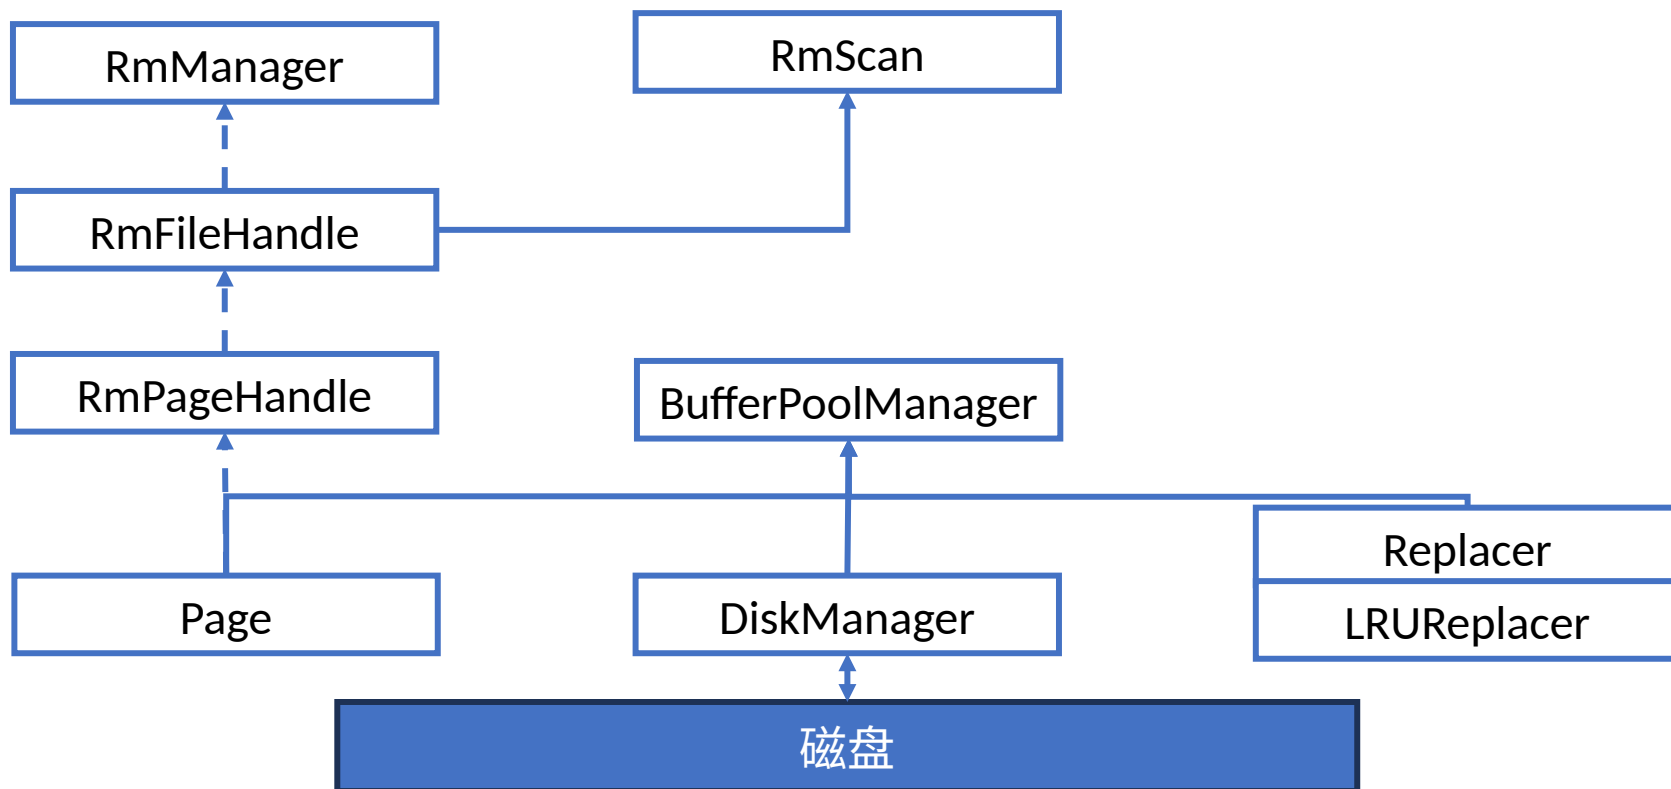 RmManager
RmScan
RmFileHandle
RmPageHandle
BufferPoolManager
Replacer
Page
DiskManager
LRUReplacer
磁盘